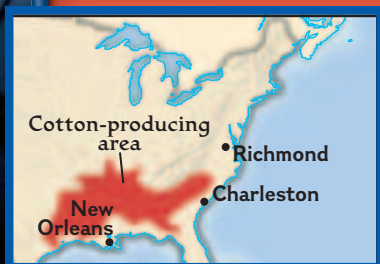 Cotton-producing
area
Richmond
Charleston
New
Orleans